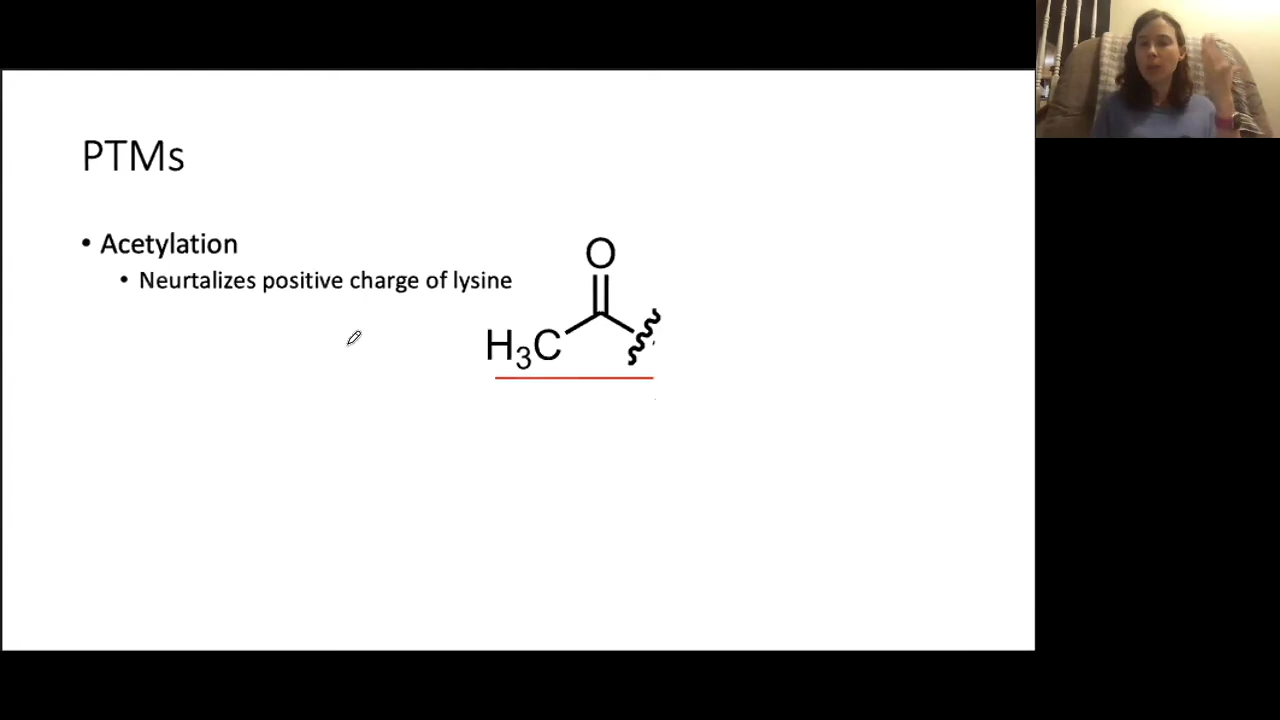 PTMs
• Acetylation
• Neurtalizes positive charge of lysine
O
H₃C